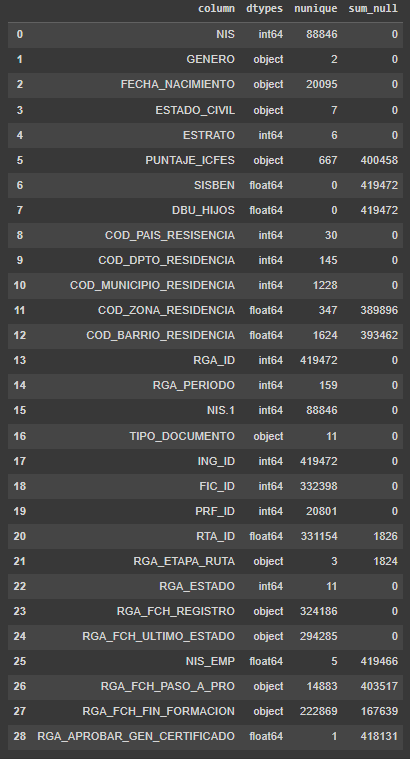 column dtypes nunique sum_null
0 NIS int64 88846 0
1 GENERO object 2 0
2 FECHA_NACIMIENTO object 20095 0
3 ESTADO_CIVIL object 7 0
4 ESTRATO int64 6 0
5 PUNTAJE_ICFES object 667 400458
6 SISBEN float64 0 419472
7 DBU_HIJOS float64 0 419472
8 COD_PAIS_RESISENCIA int64 30 0
9 COD_DPTO_RESIDENCIA int64 145 0
10 COD_MUNICIPIO_RESIDENCIA int64 1228 0
11 COD_ZONA_RESIDENCIA float64 347 389896
12 COD_BARRIO_RESIDENCIA float64 1624 393462
13 RGA_ID int64 419472 0
14 RGA_PERIODO int64 159 0
15 NIS.1 int64 88846 0
16 TIPO_DOCUMENTO object 11 0
17 ING_ID int64 419472 0
18 FIC_ID int64 332398 0
19 PRF_ID int64 20801 0
20 RTA_ID float64 331154 1826
21 RGA_ETAPA_RUTA object 3 1824
22 RGA_ESTADO int64 11 0
23 RGA_FCH_REGISTRO object 324186 0
24 RGA_FCH_ULTIMO_ESTADO object 294285 0
25 NIS_EMP float64 5 419466
26 RGA_FCH_PASO_A_PRO object 14883 403517
27 RGA_FCH_FIN_FORMACION object 222869 167639
28 RGA_APROBAR_GEN_CERTIFICADO float64 1 418131